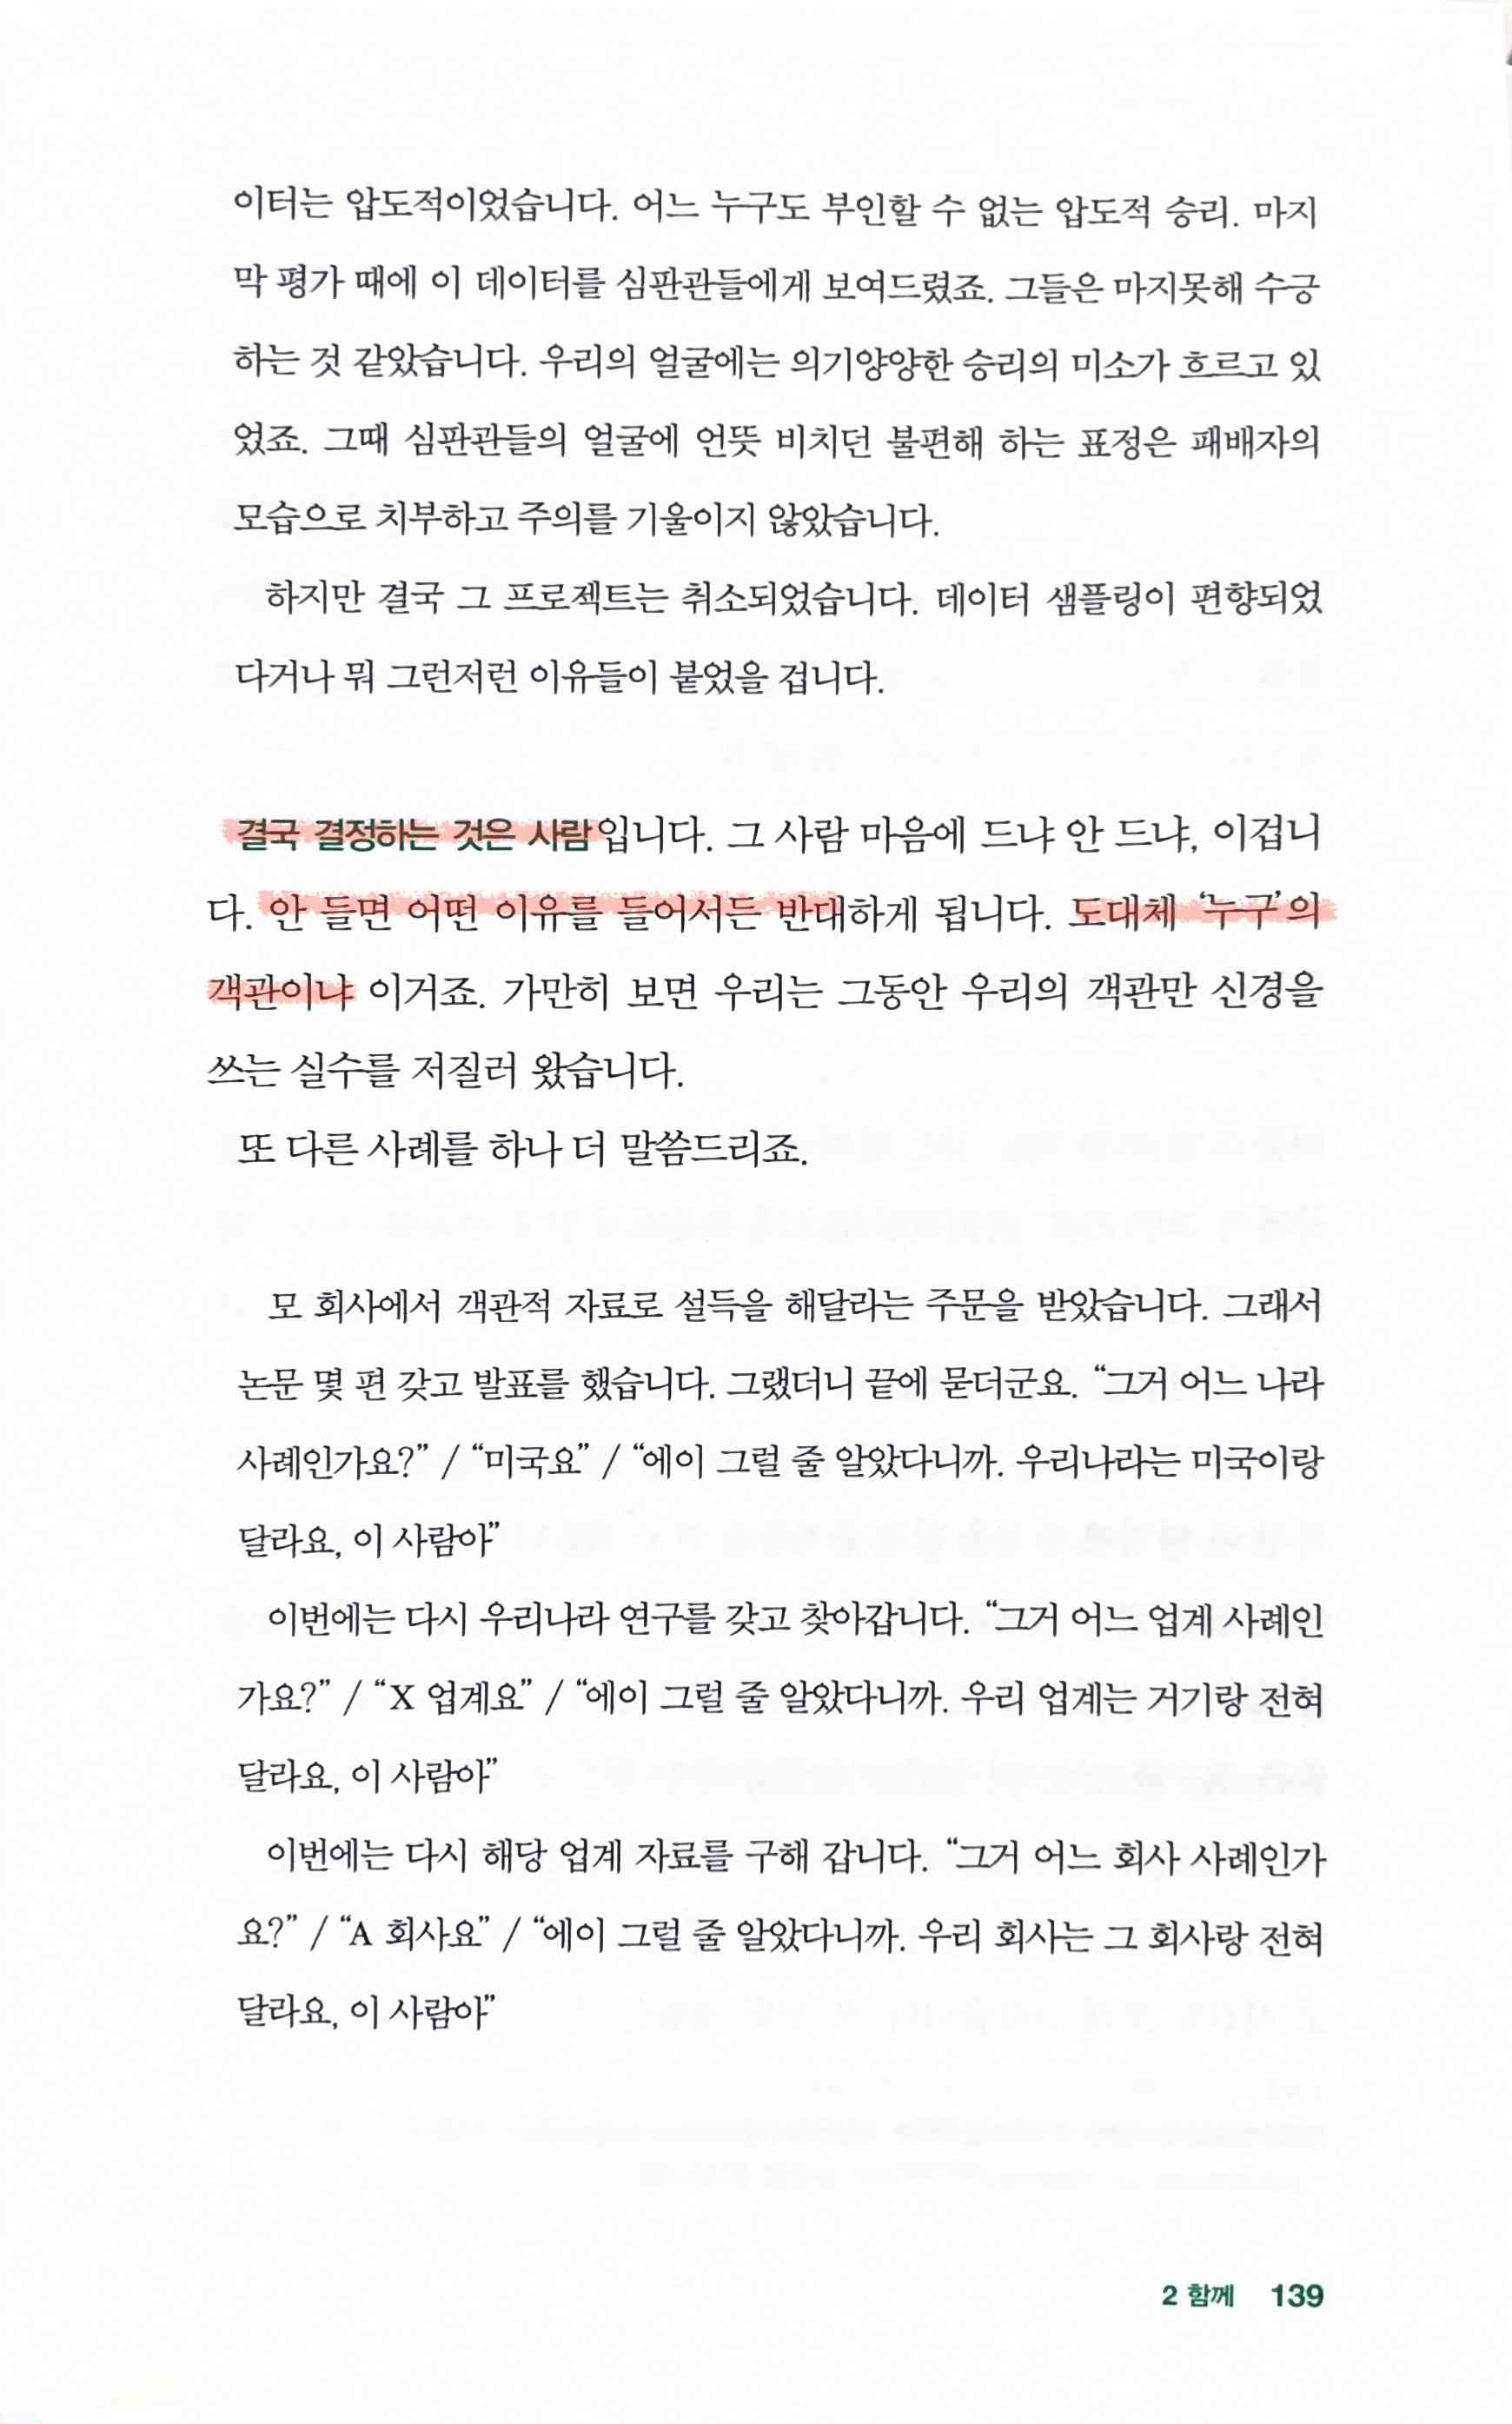 이터는 압도적이었습니다. 어느 누구도 부인할 수 없는 압도적 승리. 마지
막 평가 때에 이 데이터를 심판관들에게 보여드렸죠. 그들은 마지못해 수긍
하는 것 같았습니다. 우리의 얼굴에는 의기양양한 승리의 미소가 흐르고 있
었죠. 그때 심판관들의 얼굴에 언뜻 비치던 불편해 하는 표정은 패배자의
모습으로 치부하고 주의를 기울이지 않았습니다.
하지만 결국 그 프로젝트는 취소되었습니다. 데이터 샘플링이 편향되었
다거나 뭐 그런저런 이유들이 붙었을 겁니다.
결국 결정하는 것은 사람입니다. 그 사람 마음에 드냐 안 드냐, 이겁니
다. 안 들면 어떤 이유를 들어서든 반대하게 됩니다. 도대체 ‘누구’의
객관이냐 이거죠. 가만히 보면 우리는 그동안 우리의 객관만 신경을
쓰는 실수를 저질러 왔습니다.
또 다른 사례를 하나 더 말씀드리죠.
모 회사에서 객관적 자료로 설득을 해달라는 주문을 받았습니다. 그래서
논문 몇 편 갖고 발표를 했습니다. 그랬더니 끝에 묻더군요. “그거 어느 나라
사례인가요?” / “미국요” / “에이 그럴 줄 알았다니까. 우리나라는 미국이랑
달라요, 이 사람아”
이번에는 다시 우리나라 연구를 갖고 찾아갑니다. “그거 어느 업계 사례인
가요?” / “X 업계요” / “에이 그럴 줄 알았다니까. 우리 업계는 거기랑 전혀
달라요, 이 사람아”
이번에는 다시 해당 업계 자료를 구해 갑니다. “그거 어느 회사 사례인가
요?” / “A 회사요” / “에이 그럴 줄 알았다니까. 우리 회사는 그 회사랑 전혀
달라요, 이 사람아”
2 함께 139